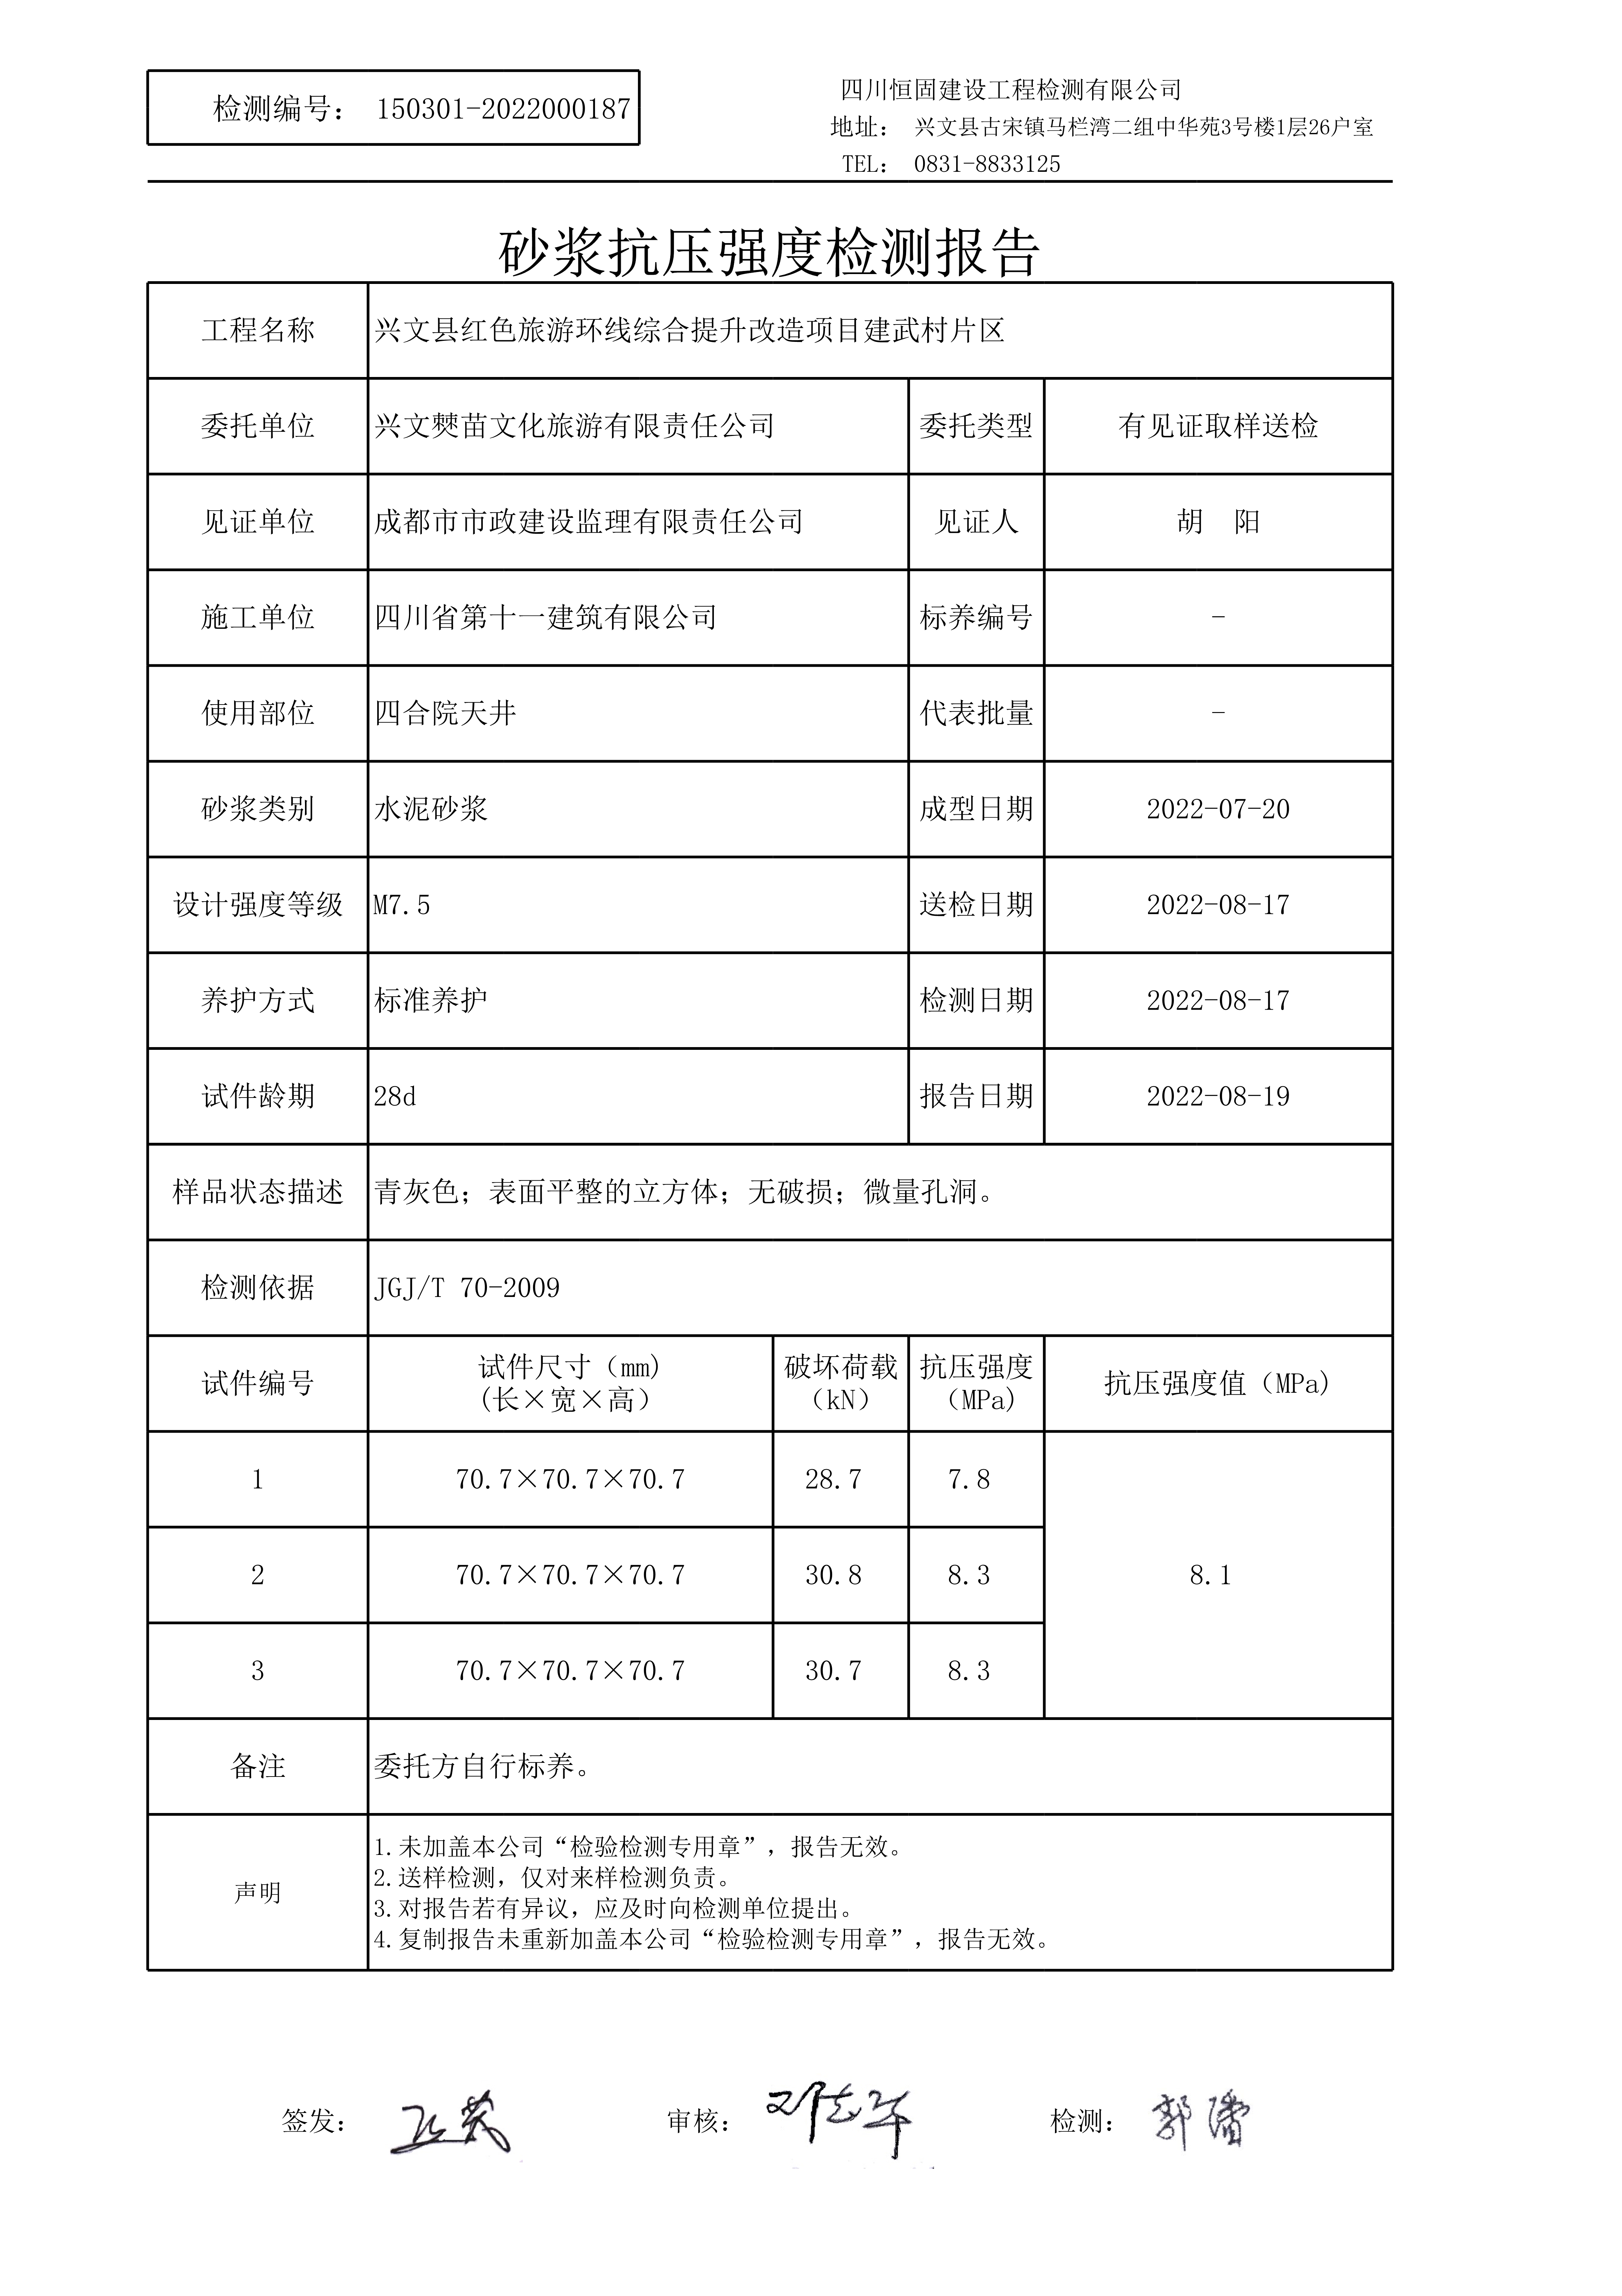 检测编号： 150301-2022000187
四川恒固建设工程检测有限公司
地址： 兴文县古宋镇马栏湾二组中华苑3号楼1层26户室
TEL： 0831-8833125
砂浆抗压强度检测报告
工程名称 兴文县红色旅游环线综合提升改造项目建武村片区
委托单位 兴文僰苗文化旅游有限责任公司 委托类型 有见证取样送检
见证单位 成都市市政建设监理有限责任公司 见证人 胡 阳
施工单位 四川省第十一建筑有限公司 标养编号 -
使用部位 四合院天井 代表批量 -
砂浆类别 水泥砂浆 成型日期 2022-07-20
设计强度等级 M7.5 送检日期 2022-08-17
养护方式 标准养护 检测日期 2022-08-17
试件龄期 28d 报告日期 2022-08-19
样品状态描述 青灰色；表面平整的立方体；无破损；微量孔洞。
检测依据 JGJ/T 70-2009
试件编号 试件尺寸（mm)(长×宽×高） 破坏荷载（kN） 抗压强度（MPa) 抗压强度值（MPa)
1 70.7×70.7×70.7 28.7 7.8
2 70.7×70.7×70.7 30.8 8.3 8.1
3 70.7×70.7×70.7 30.7 8.3
备注 委托方自行标养。
声明
1.未加盖本公司“检验检测专用章”，报告无效。
2.送样检测，仅对来样检测负责。
3.对报告若有异议，应及时向检测单位提出。
4.复制报告未重新加盖本公司“检验检测专用章”，报告无效。
签发： 审核： 检测：